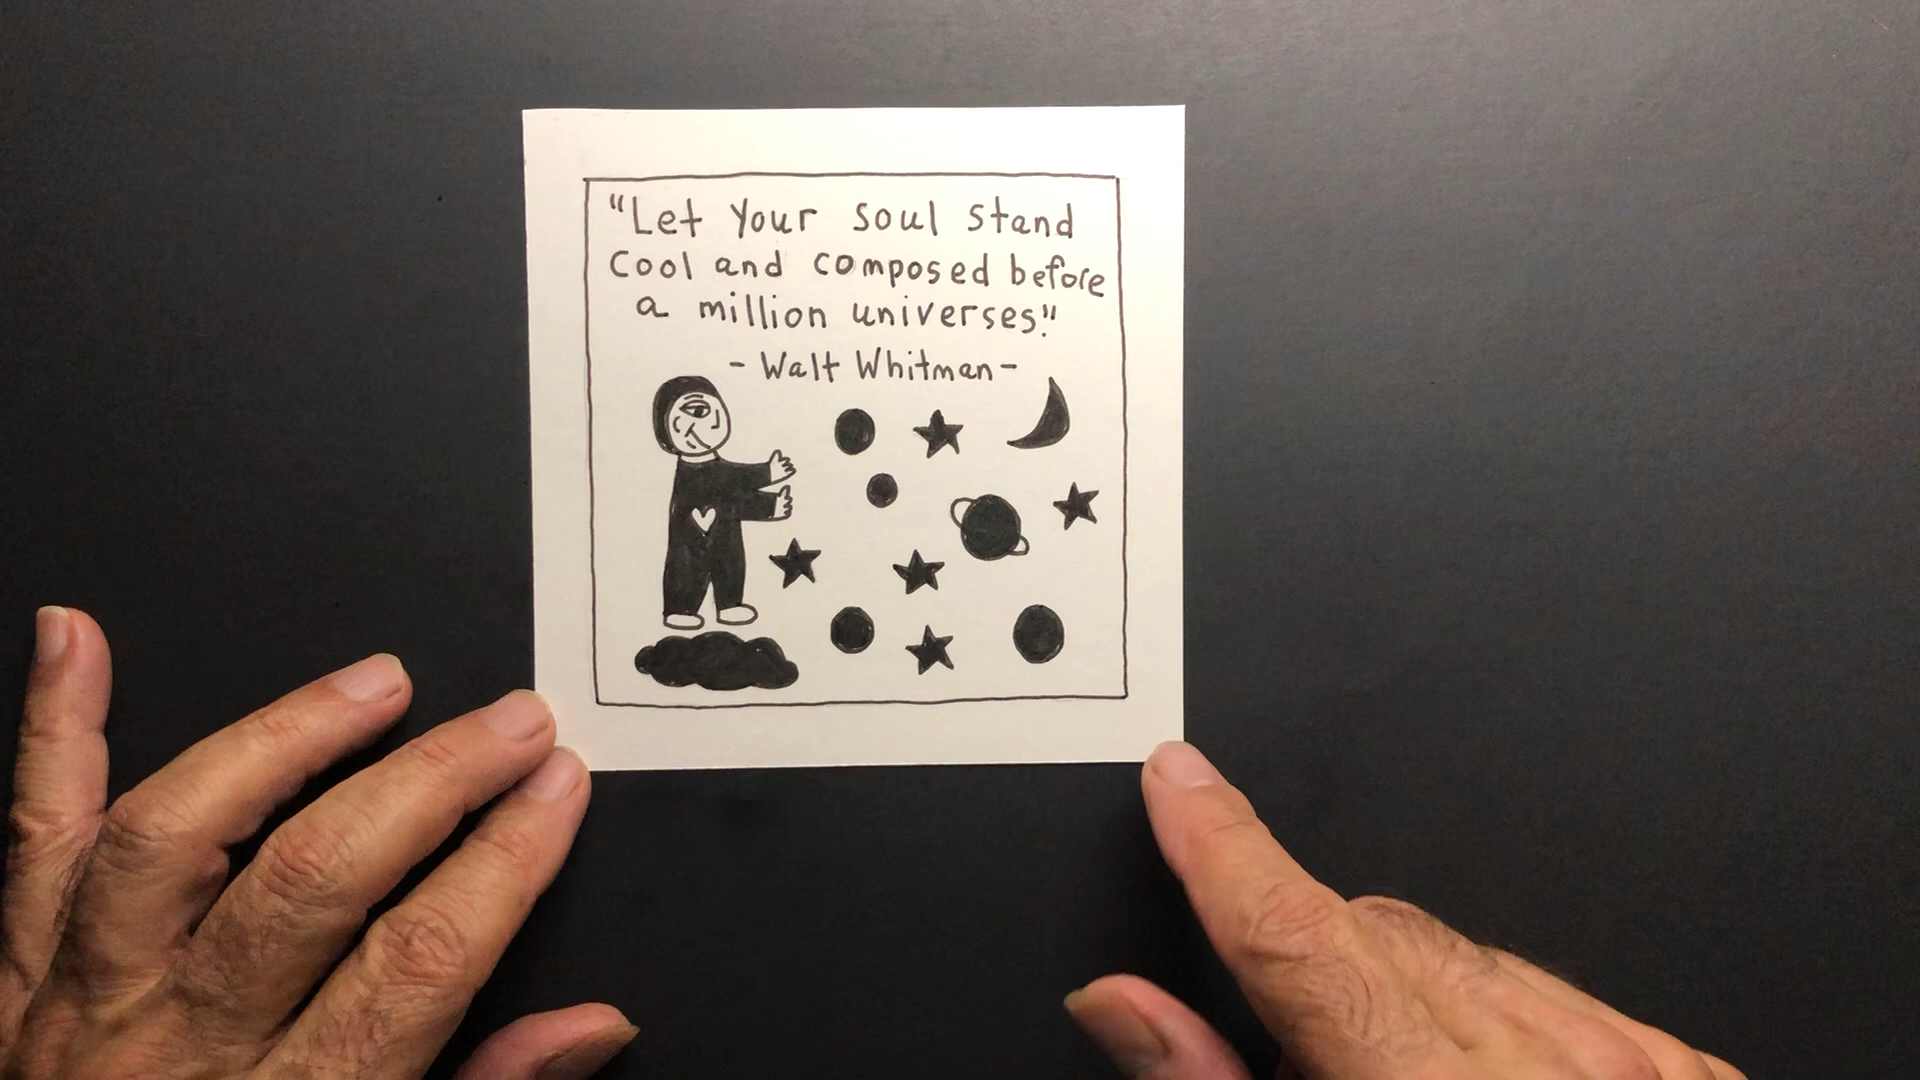 "Let your soul stand
cool and composed before
a million universes."
- Walt Whitman -